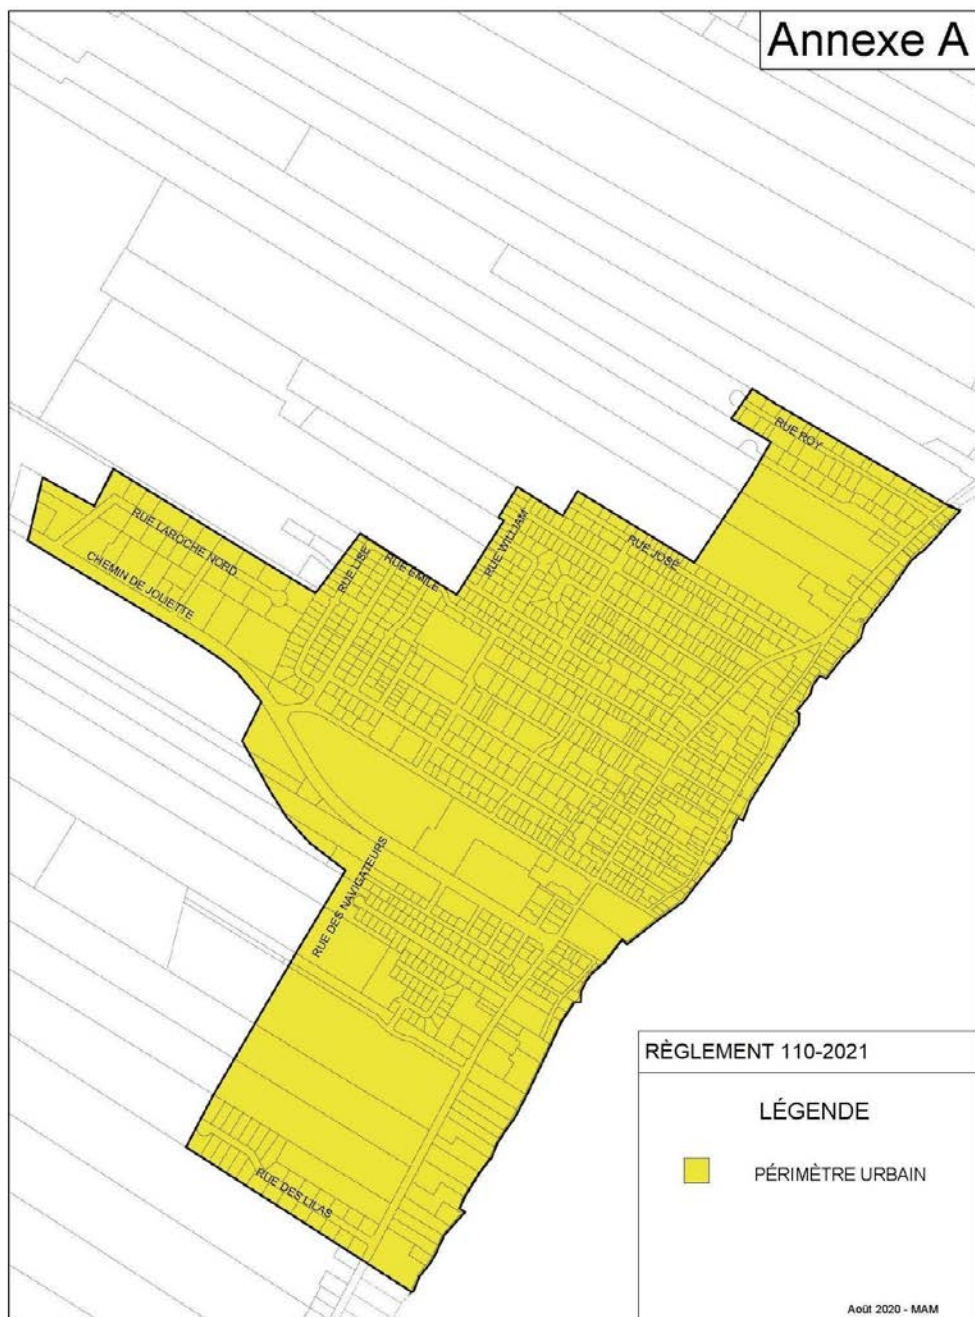 Annexe A
RUE ROY
RUE LAROCHE NORD
CHEMIN DE JOLIETTE
RUE LISE
RUE EMILE
RUE WILLIAM
RUE JOSÉ
RUE DES NAVIGATEURS
RUE DES LILAS
RÈGLEMENT 110-2021
LÉGENDE
PÉRIMÈTRE URBAIN
Août 2020 - MAM